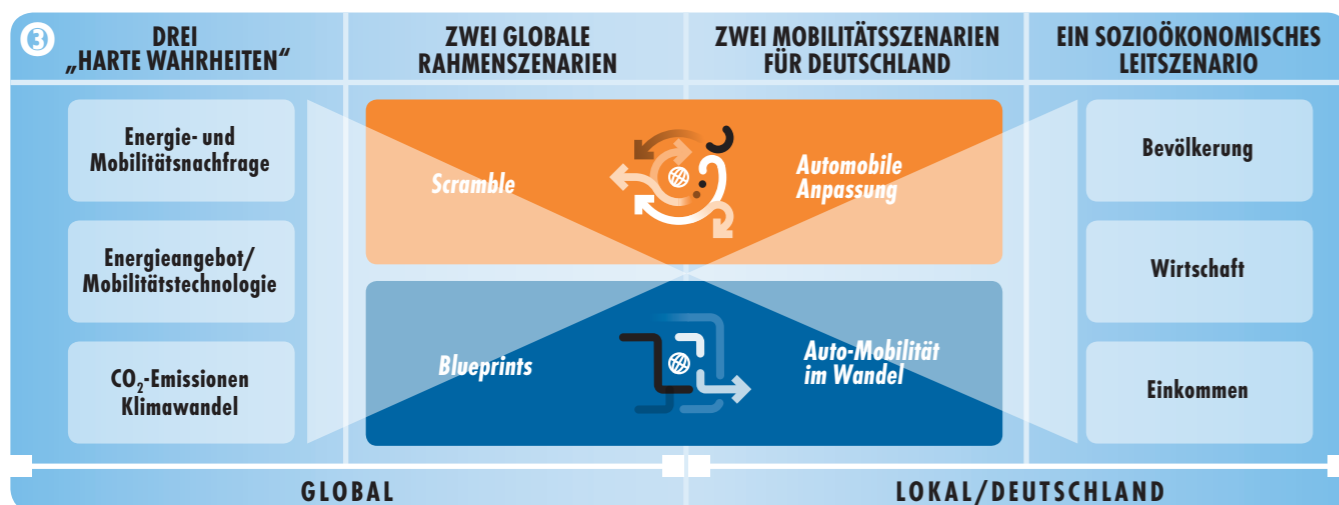 3
DREI
„HARTE WAHRHEITEN“
ZWEI GLOBALE
RAHMENSZENARIEN
ZWEI MOBILITÄTSSZENARIEN
FÜR DEUTSCHLAND
EIN SOZIOÖKONOMISCHES
LEITSZENARIO
Energie- und
Mobilitätsnachfrage
Energieangebot/
Mobilitätstechnologie
CO₂-Emissionen
Klimawandel
Scramble
Automobile
Anpassung
Blueprints
Auto-Mobilität
im Wandel
Bevölkerung
Wirtschaft
Einkommen
GLOBAL
LOKAL/DEUTSCHLAND